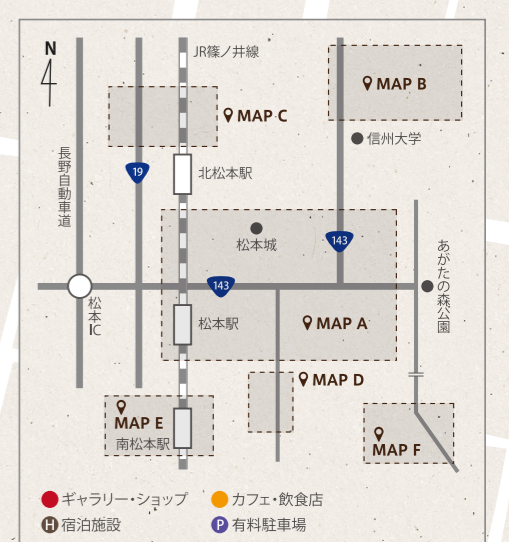 N
JR篠ノ井線
MAP B
MAP C
信州大学
長野自動車道
19
北松本駅
松本城
143
あがたの森公園
143
松本IC
松本駅
MAP A
MAP D
MAP E
南松本駅
MAP F
ギャラリー・ショップ
カフェ・飲食店
H 宿泊施設
P 有料駐車場